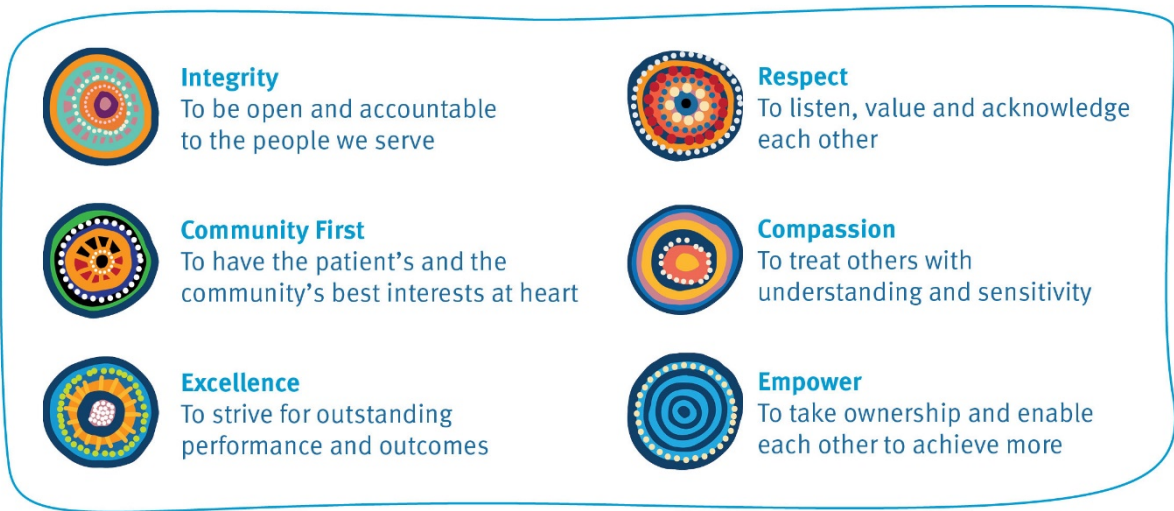 Integrity
To be open and accountable
to the people we serve
Community First
To have the patient’s and the
community’s best interests at heart
Excellence
To strive for outstanding
performance and outcomes
Respect
To listen, value and acknowledge
each other
Compassion
To treat others with
understanding and sensitivity
Empower
To take ownership and enable
each other to achieve more